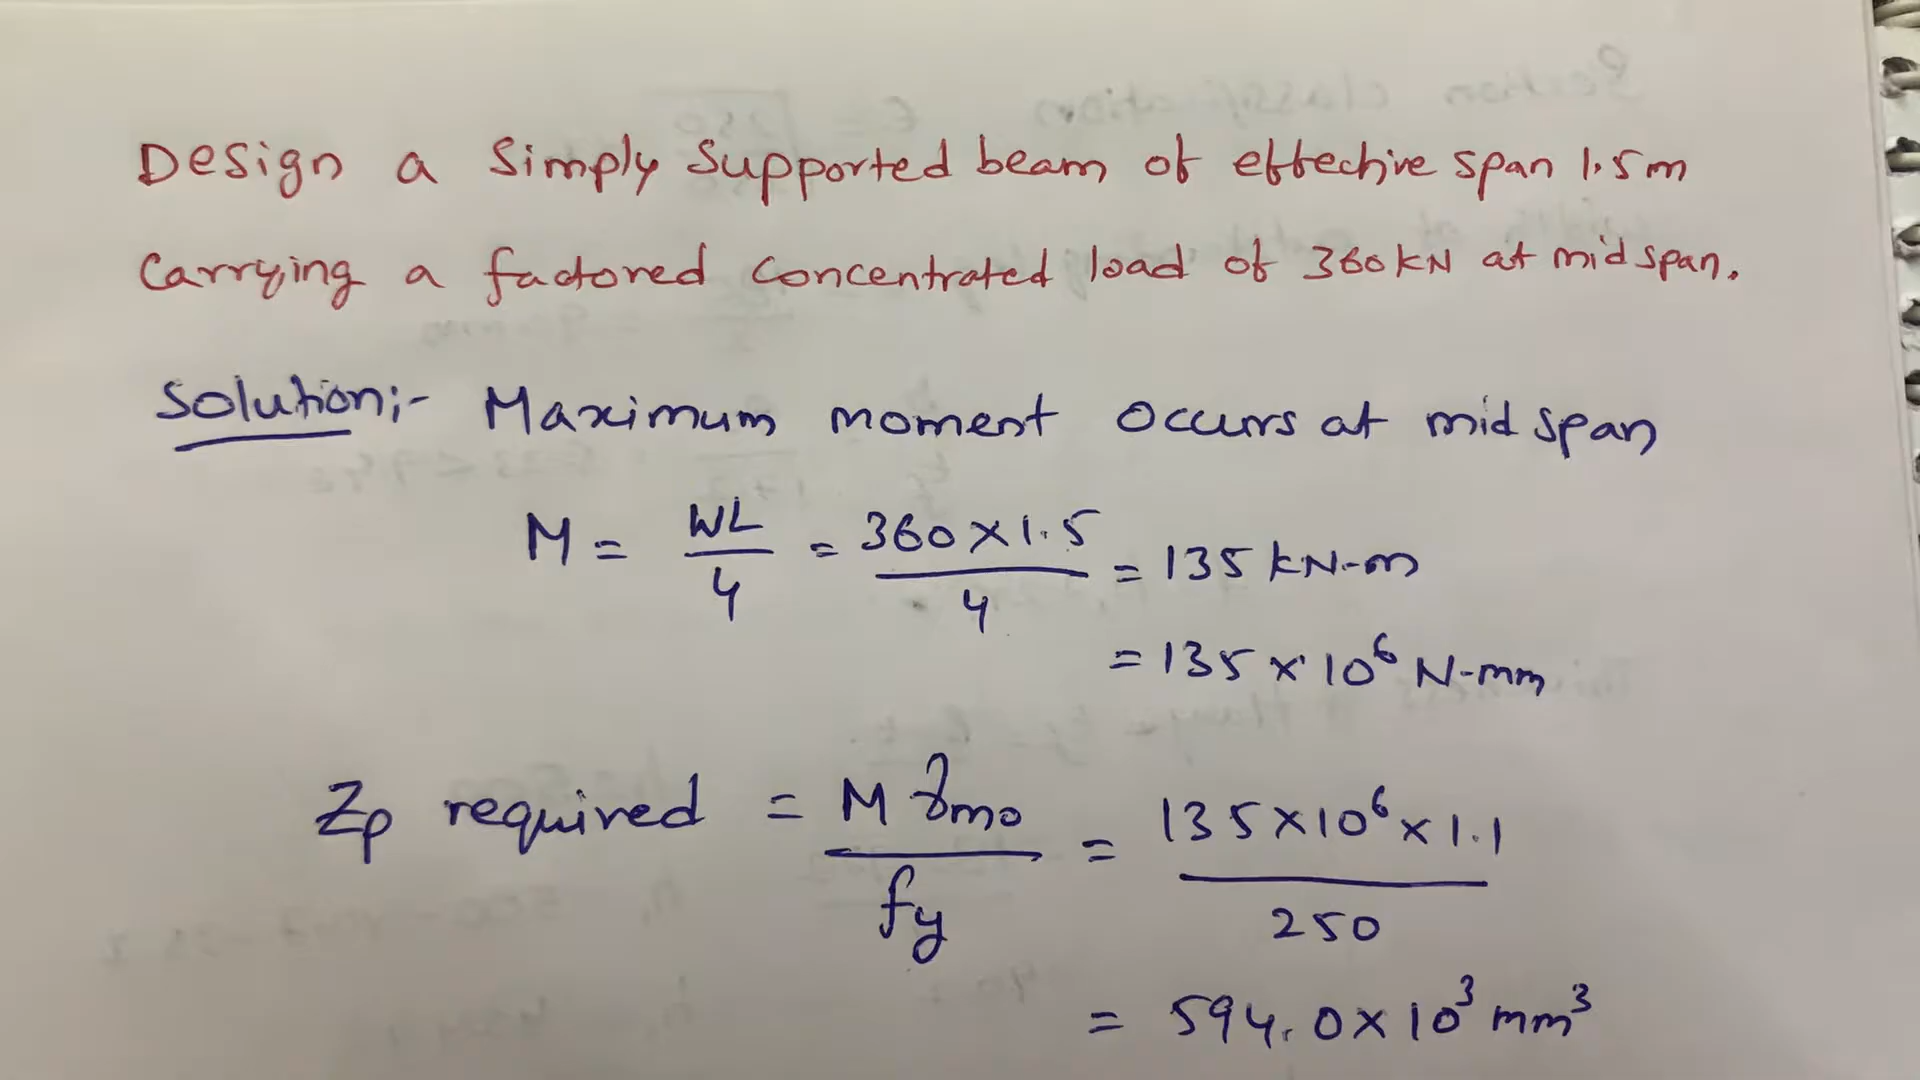 Design a Simply Supported beam of effective span 1.5m
Carrying a factored concentrated load of 360kN at midspan.
Solution;- Maximum moment occurs at mid span
M = WL/4 = 360×1.5/4 = 135 kN-m
= 135 × 10⁶ N-mm
Zp required = M γmo/fy = 135×10⁶×1.1/250
= 594.0×10³ mm³